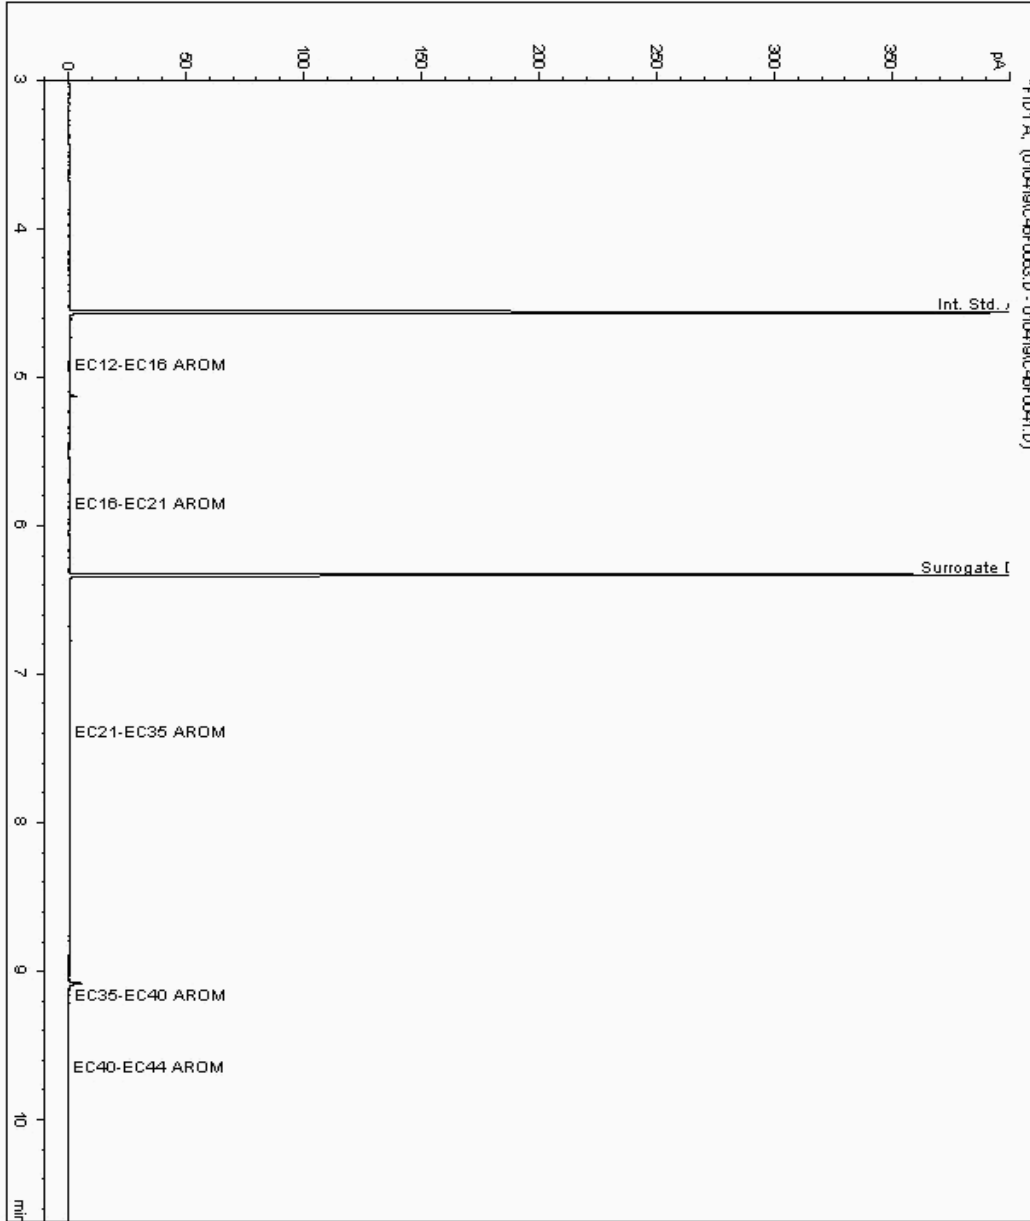 pA
350
300
250
200
150
100
50
0
3
4
Int. Std.
EC12-EC16 AROM
5
EC16-EC21 AROM
6
Surrogate
7
EC21-EC35 AROM
8
9
EC35-EC40 AROM
EC40-EC44 AROM
10
min